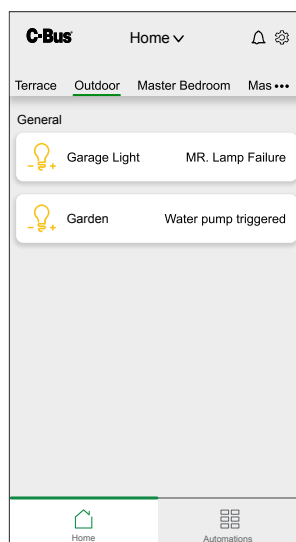 C-Bus Home
Terrace Outdoor Master Bedroom Mas •••
General
Garage Light MR. Lamp Failure
Garden Water pump triggered
Home Automations